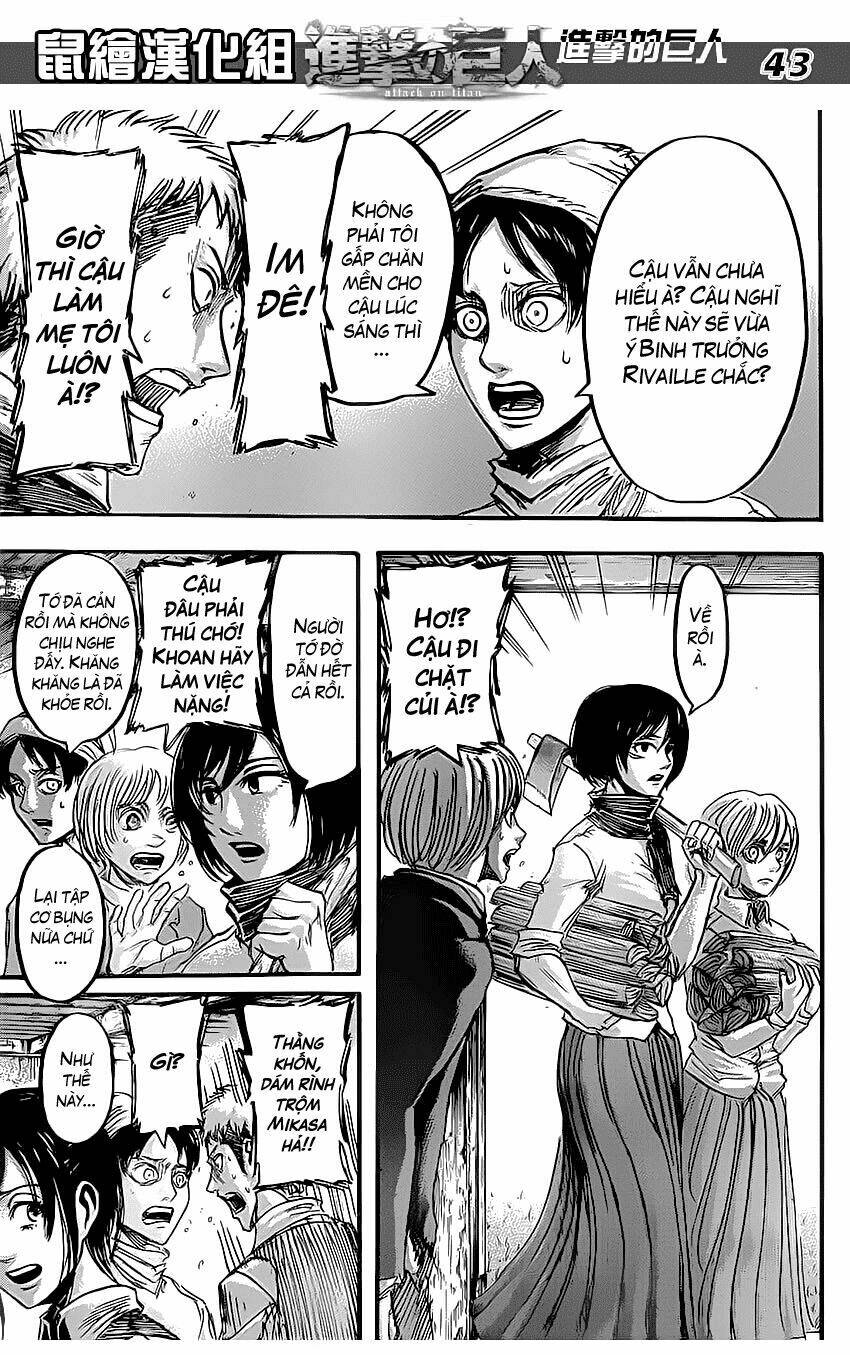 鼠繪漢化組
進撃の巨人
attack on titan
進擊的巨人
43
CẬU VẪN CHƯA
HIỂU À? CẬU NGHĨ
THẾ NÀY SẼ VỪA
Ý BINH TRƯỞNG
RIVAILLE CHẮC?
KHÔNG
PHẢI TÔI
GẤP CHĂN
MỀN CHO
CẬU LÚC
SÁNG THÌ
...
IM
ĐÊ!
GIỜ
THÌ CẬU
LÀM
MẸ TÔI
LUÔN
À!?
VỀ
RỒI
À.
HƠ!?
CẬU ĐI
CHẶT
CỦI À!?
NGƯỜI
TỚ ĐỜ
ĐẪN HẾT
CẢ RỒI.
CẬU
ĐÂU PHẢI
THÚ CHỚ!
KHOAN HÃY
LÀM VIỆC
NẶNG!
TỚ ĐÃ CẢN
RỒI MÀ KHÔNG
CHỊU NGHE
ĐẤY. KHĂNG
KHĂNG LÀ ĐÃ
KHỎE RỒI.
LẠI TẬP
CƠ BỤNG
NỮA CHỨ
...
THẰNG
KHỐN,
DÁM RÌNH
TRỘM
MIKASA
HẢ!!
GÌ?
NHƯ
THẾ
NÀY...